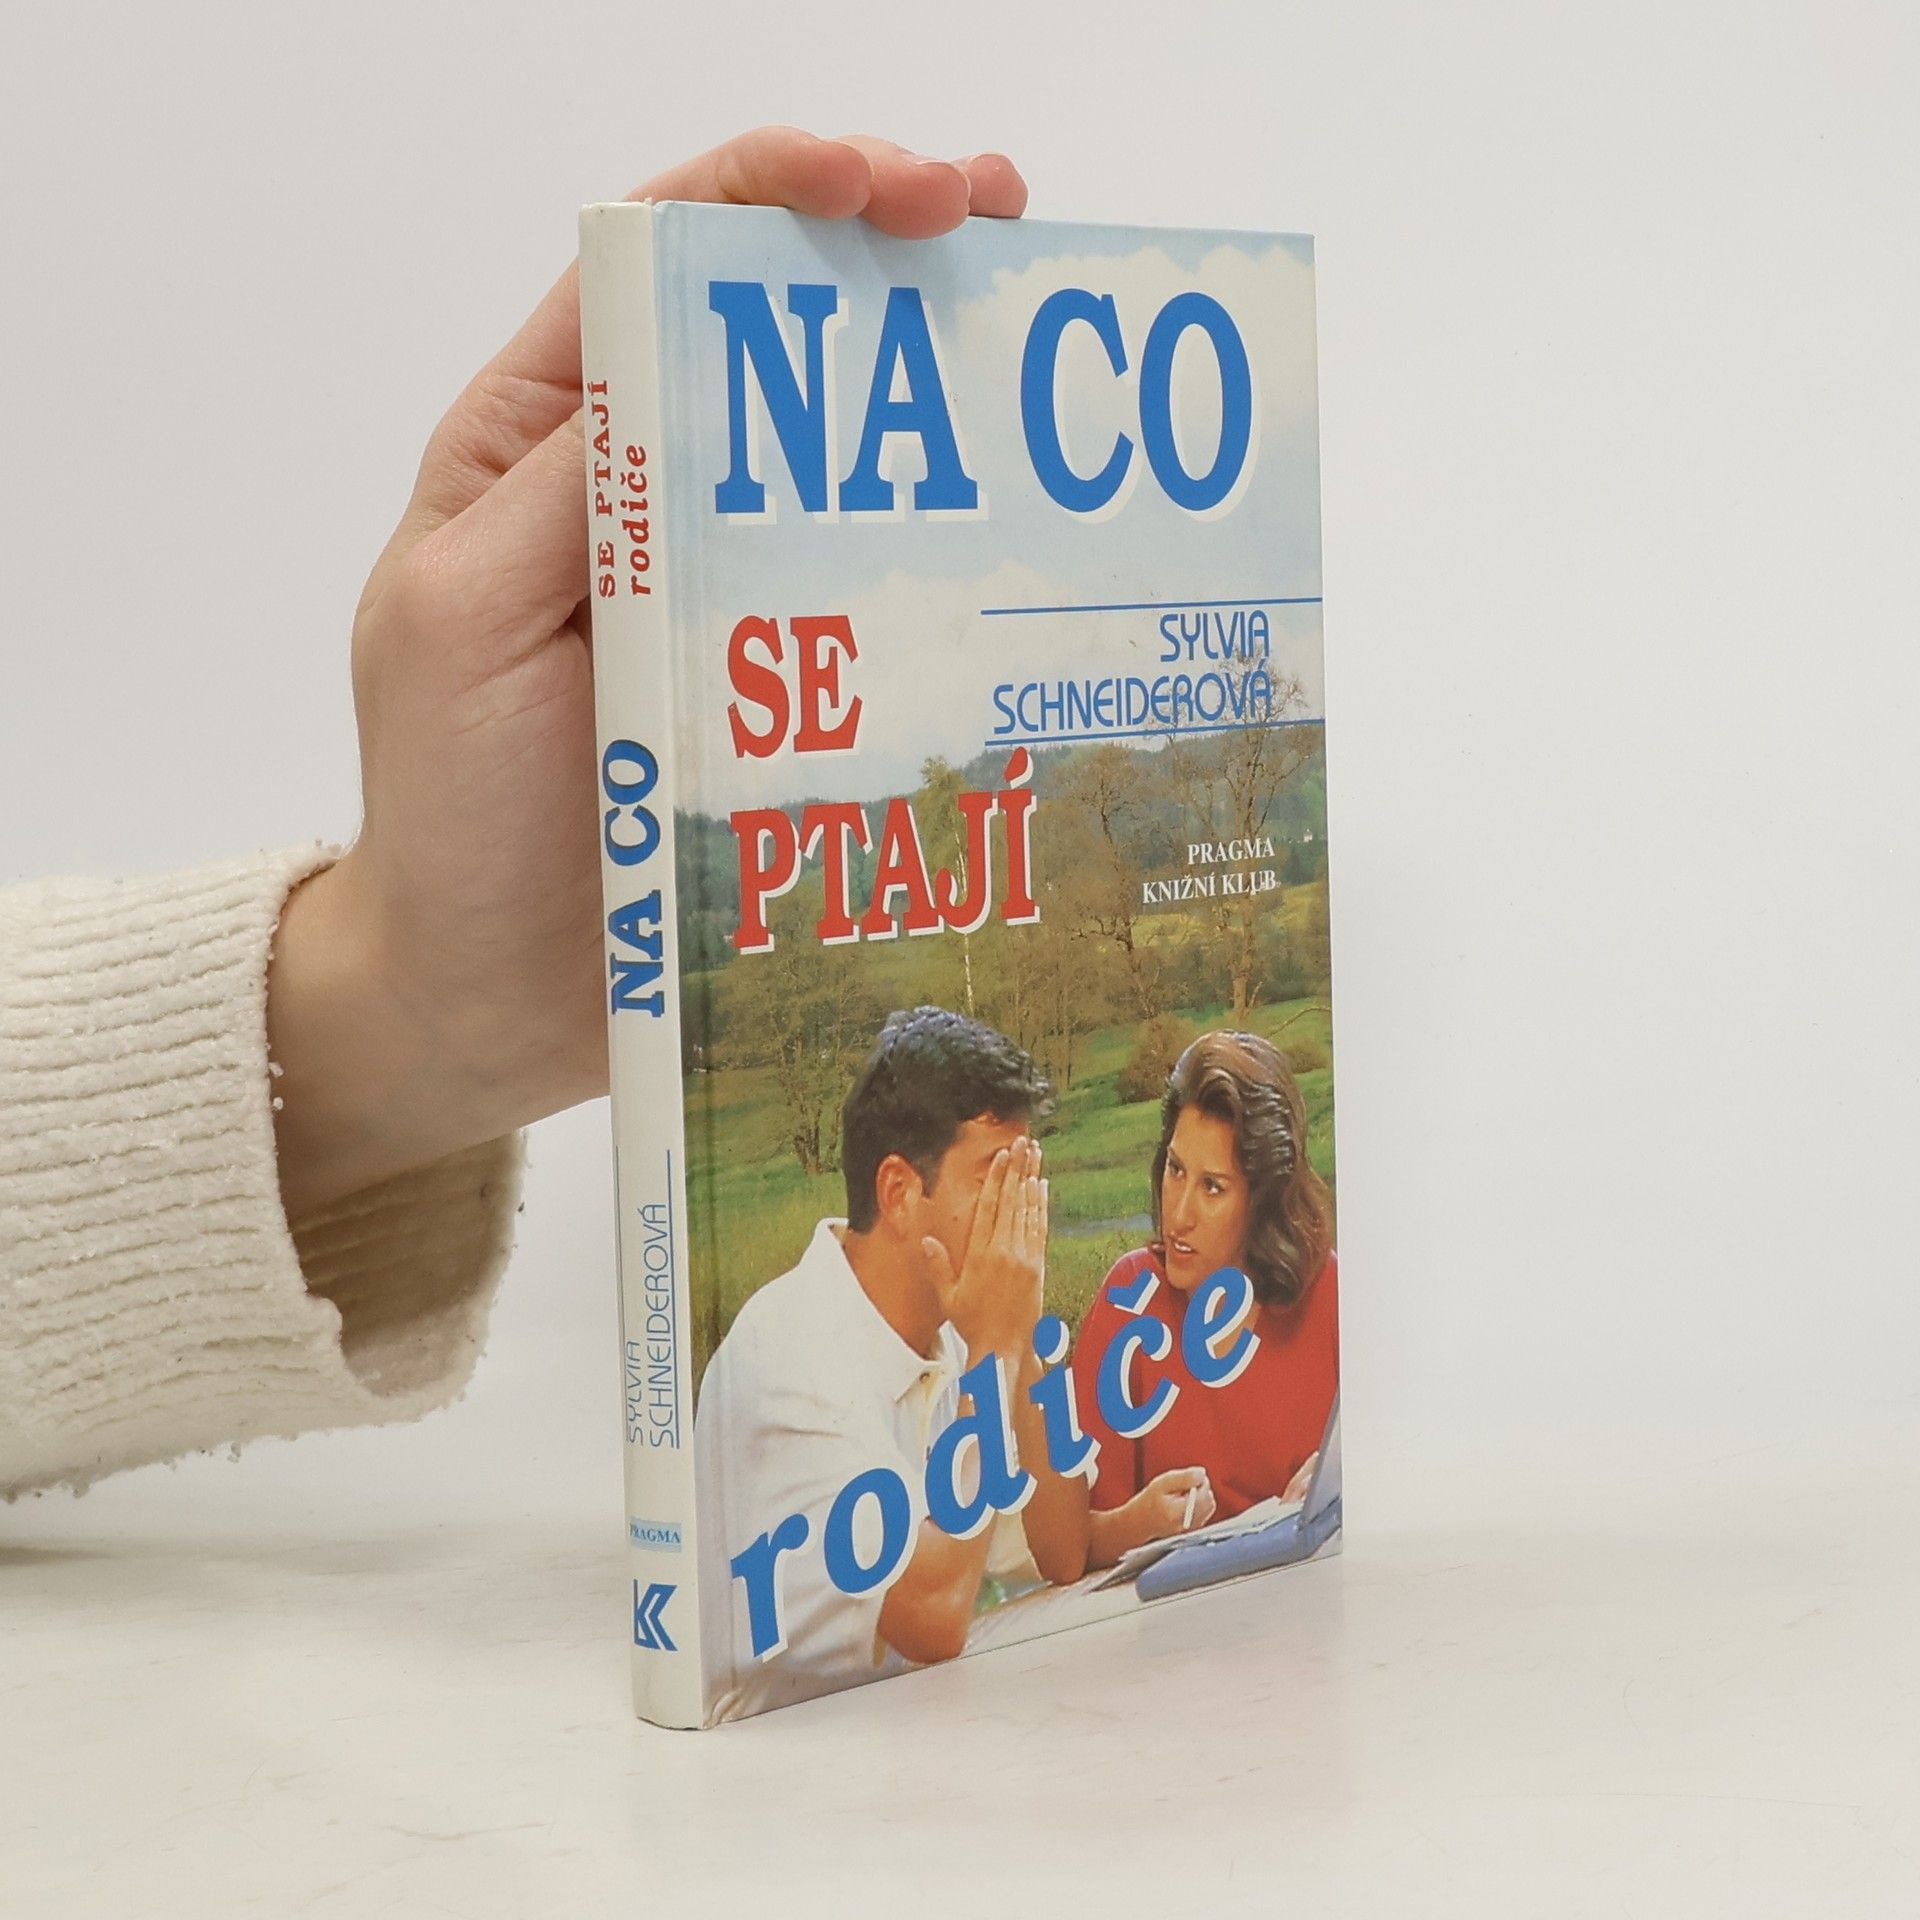 NA CO
SE
PTAJÍ
rodiče
SYLVIA
SCHNEIDEROVÁ
PRAGMA
KNIŽNÍ KLUB
NA CO
SE PTAJÍ
rodiče
SYLVIA
SCHNEIDEROVÁ
PRAGMA